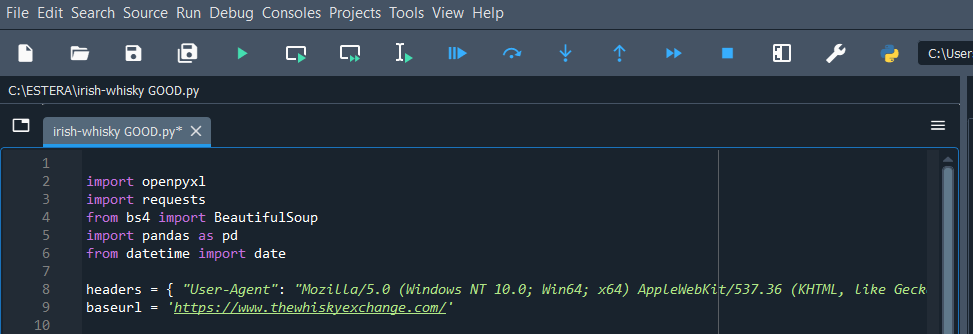 File Edit Search Source Run Debug Consoles Projects Tools View Help
C:\User
C:\ESTERA\irish-whisky GOOD.py
irish-whisky GOOD.py*
1
2 import openpyxl
3 import requests
4 from bs4 import BeautifulSoup
5 import pandas as pd
6 from datetime import date
7
8 headers = { "User-Agent": "Mozilla/5.0 (Windows NT 10.0; Win64; x64) AppleWebKit/537.36 (KHTML, like Geck
9 baseurl = 'https://www.thewhiskyexchange.com/'
10